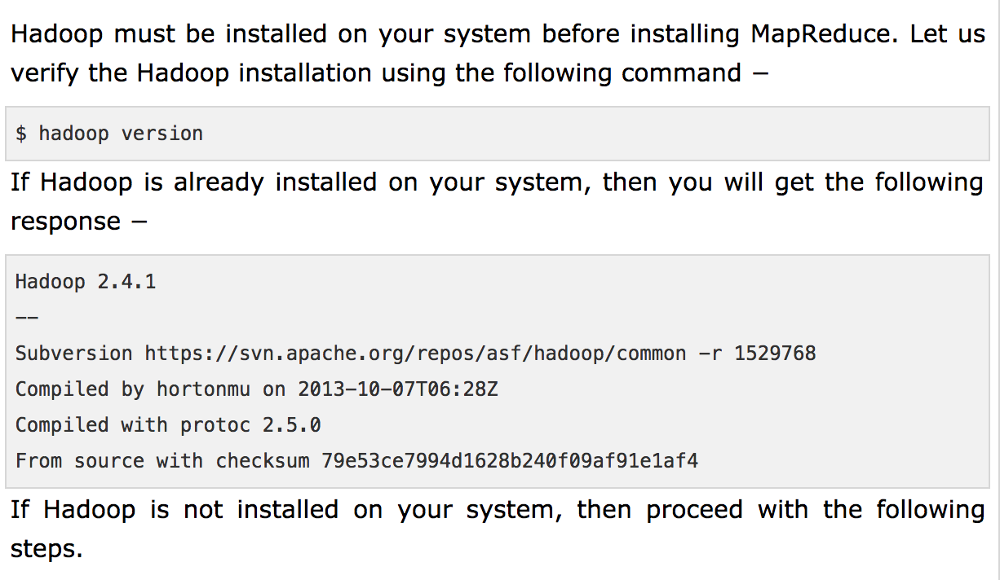 Hadoop must be installed on your system before installing MapReduce. Let us
verify the Hadoop installation using the following command −
$ hadoop version
If Hadoop is already installed on your system, then you will get the following
response −
Hadoop 2.4.1
--
Subversion https://svn.apache.org/repos/asf/hadoop/common -r 1529768
Compiled by hortonmu on 2013-10-07T06:28Z
Compiled with protoc 2.5.0
From source with checksum 79e53ce7994d1628b240f09af91e1af4
If Hadoop is not installed on your system, then proceed with the following
steps.